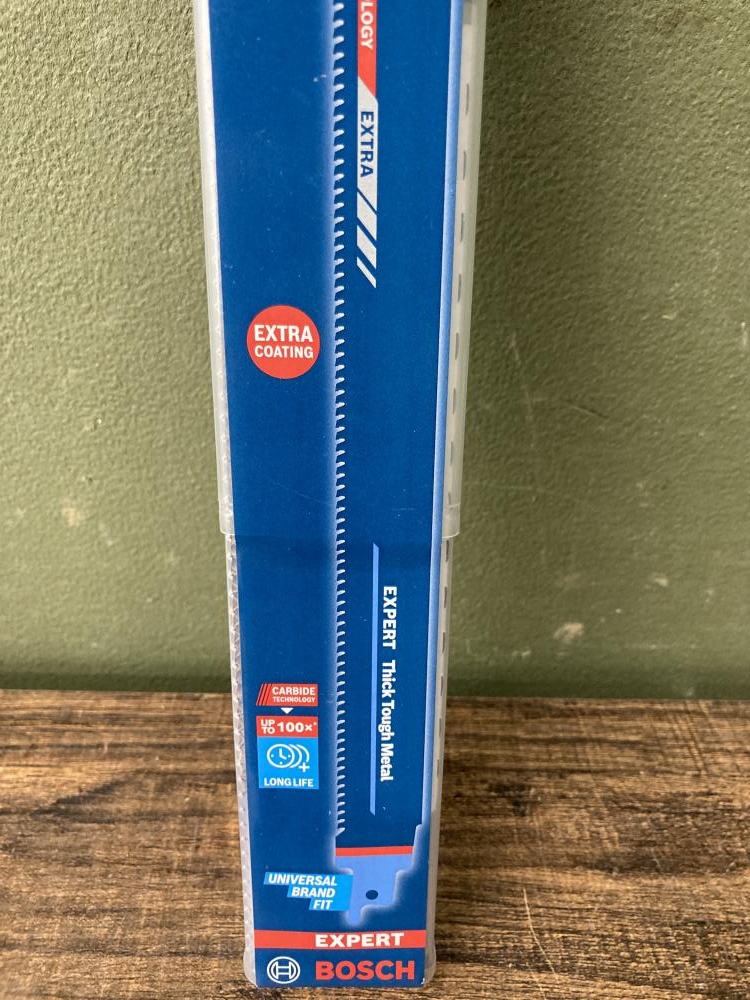 LOGY
EXTRA
EXTRA
COATING
EXPERT Thick Tough Metal
CARBIDE
TECHNOLOGY
UP TO 100x*
LONG LIFE
UNIVERSAL
BRAND
FIT
EXPERT
BOSCH